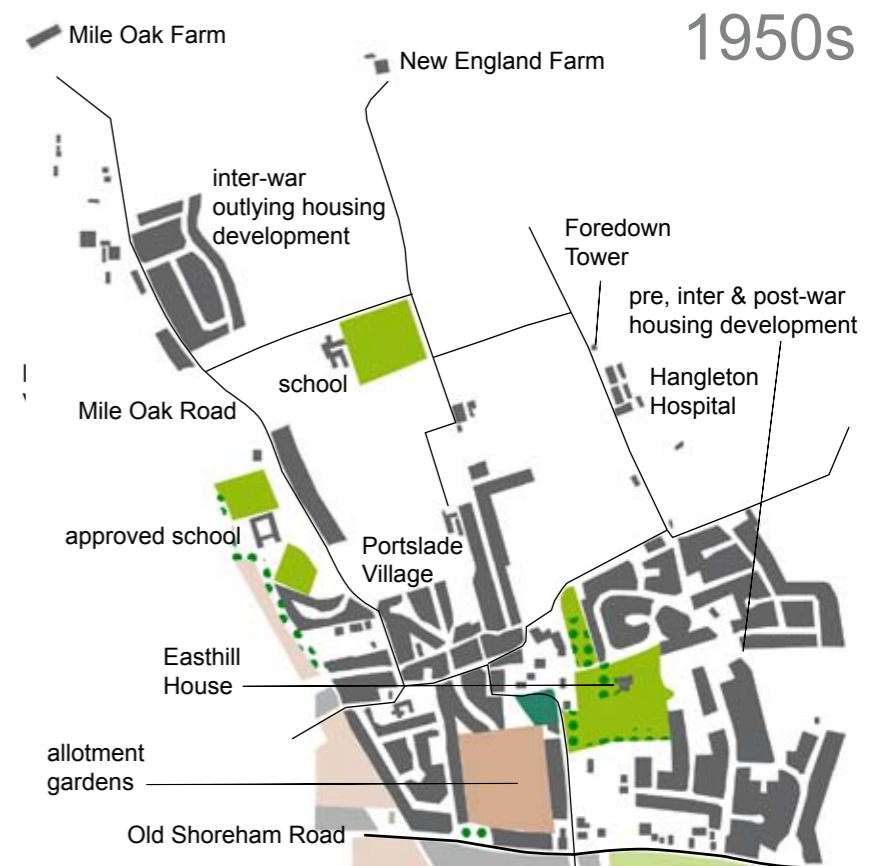 1950s
Mile Oak Farm
New England Farm
inter-war
outlying housing
development
Foredown
Tower
pre, inter & post-war
housing development
school
Hangleton
Hospital
Mile Oak Road
approved school
Portslade
Village
Easthill
House
allotment
gardens
Old Shoreham Road